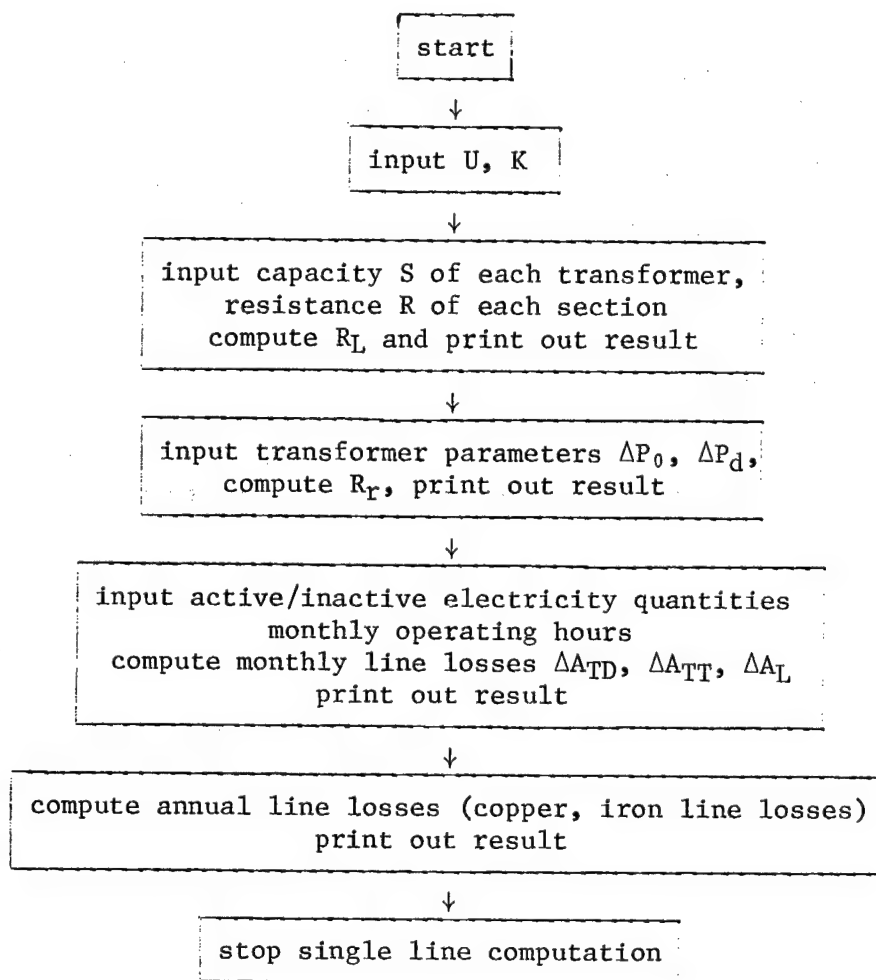 start
↓
input U, K
↓
input capacity S of each transformer,
resistance R of each section
compute R_L and print out result
↓
input transformer parameters ΔP₀, ΔP_d,
compute R_r, print out result
↓
input active/inactive electricity quantities
monthly operating hours
compute monthly line losses ΔA_TD, ΔA_TT, ΔA_L
print out result
↓
compute annual line losses (copper, iron line losses)
print out result
↓
stop single line computation